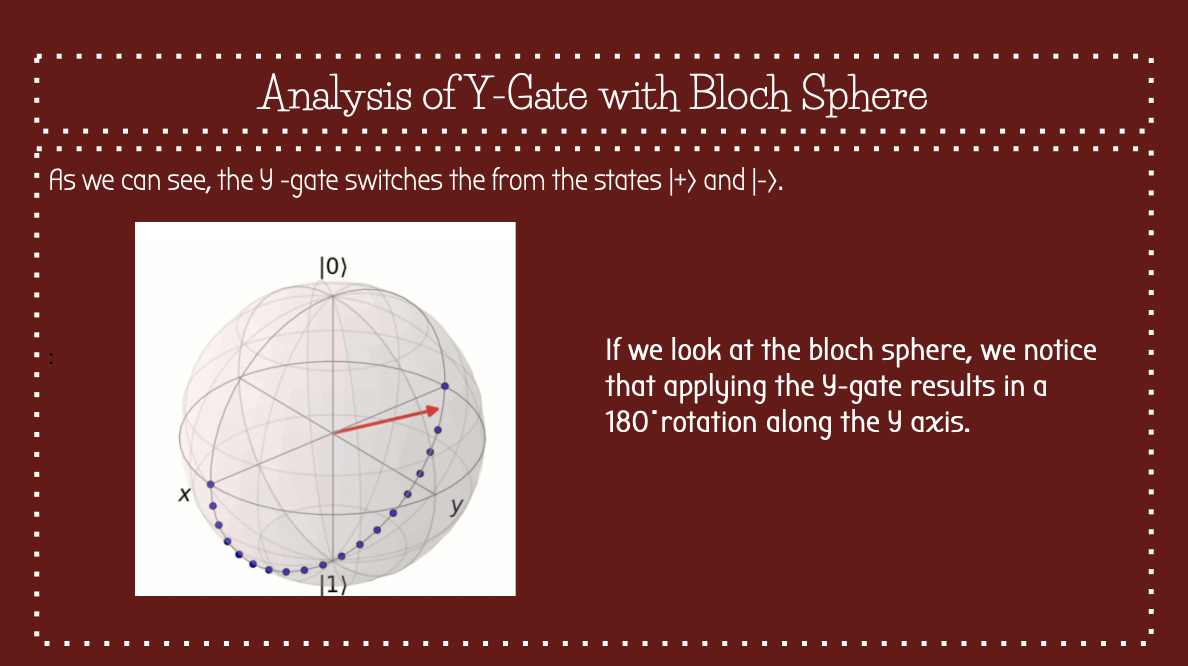 Analysis of Y-Gate with Bloch Sphere
As we can see, the Y -gate switches the from the states |+⟩ and |-⟩.
|0⟩
:
If we look at the bloch sphere, we notice
that applying the Y-gate results in a
180˚rotation along the Y axis.
x
y
|1⟩